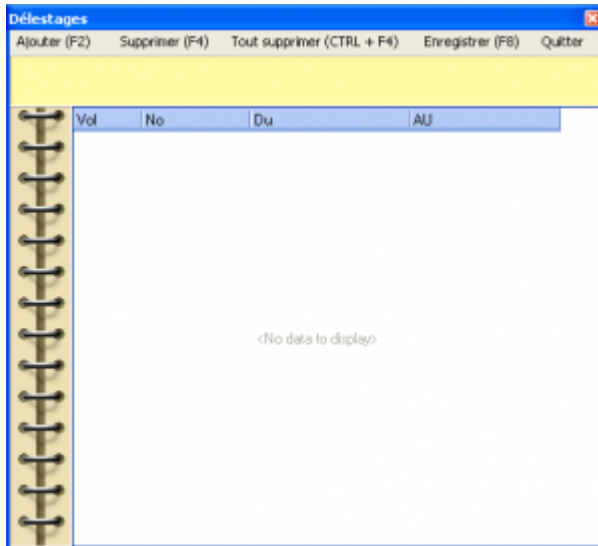 Délestages
Ajouter (F2) Supprimer (F4) Tout supprimer (CTRL + F4) Enregistrer (F8) Quitter
Vol No Du AU
<No data to display>